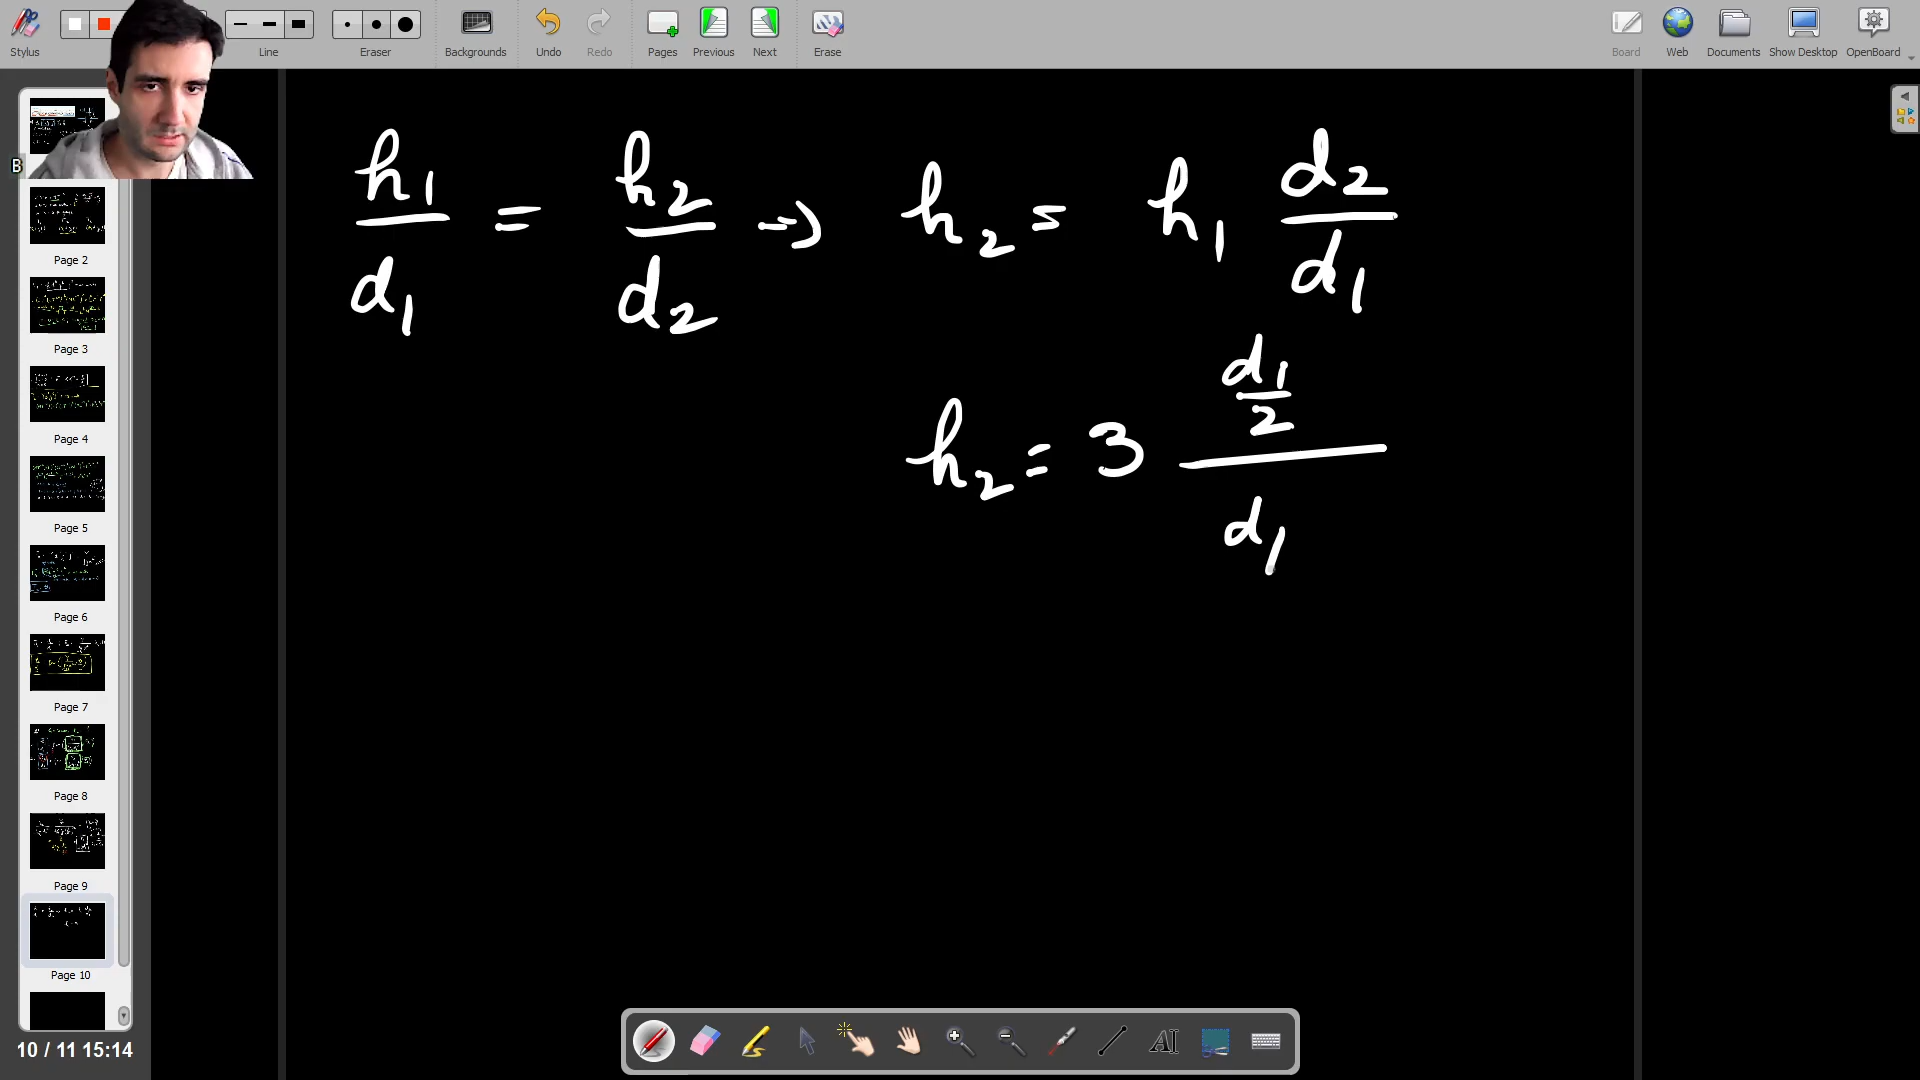 Stylus
Line
Eraser
Backgrounds
Undo
Redo
Pages
Previous
Next
Erase
Board
Web
Documents
Show Desktop
OpenBoard
B
Page 2
Page 3
Page 4
Page 5
Page 6
Page 7
Page 8
Page 9
Page 10
10 / 11 15:14
h₁/d₁ = h₂/d₂ => h₂ = h₁ d₂/d₁
h₂ = 3 (d₁/2)/d₁
AI